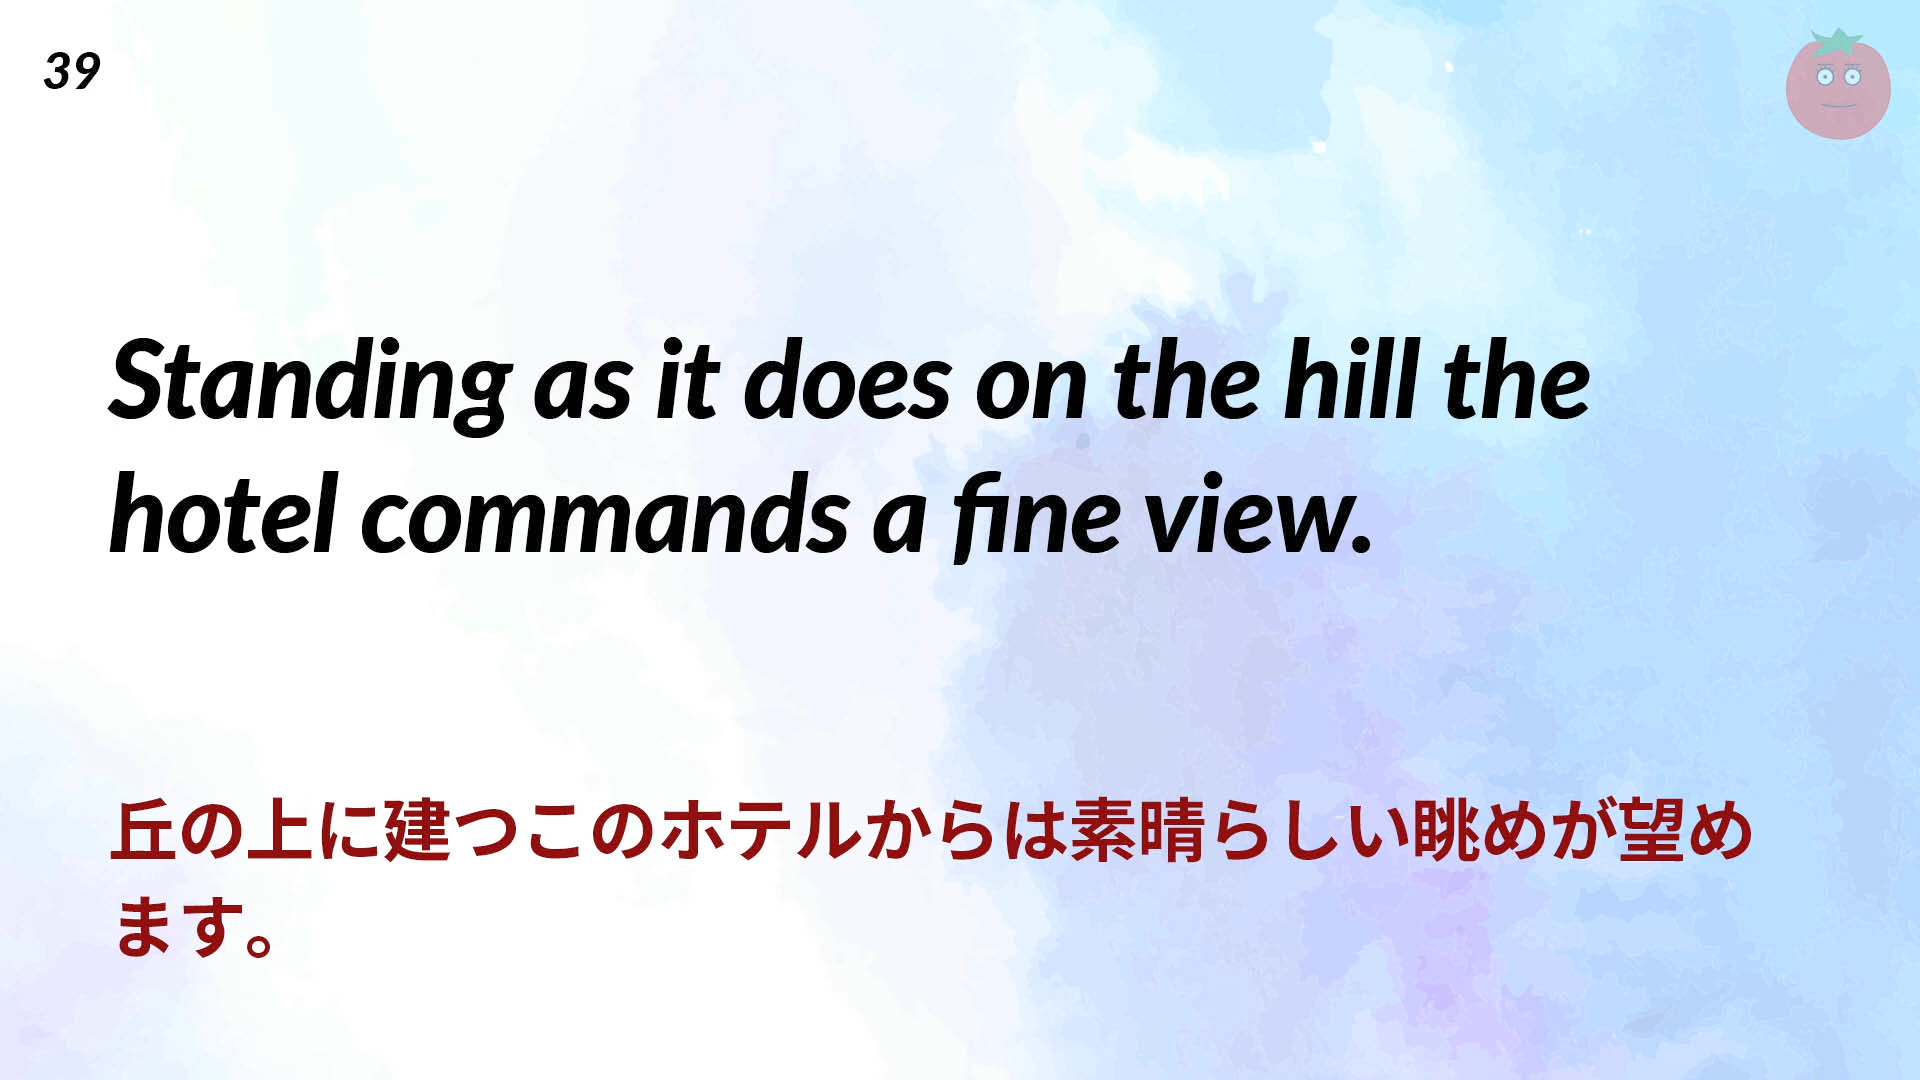 39
Standing as it does on the hill the
hotel commands a fine view.
丘の上に建つこのホテルからは素晴らしい眺めが望め
ます。